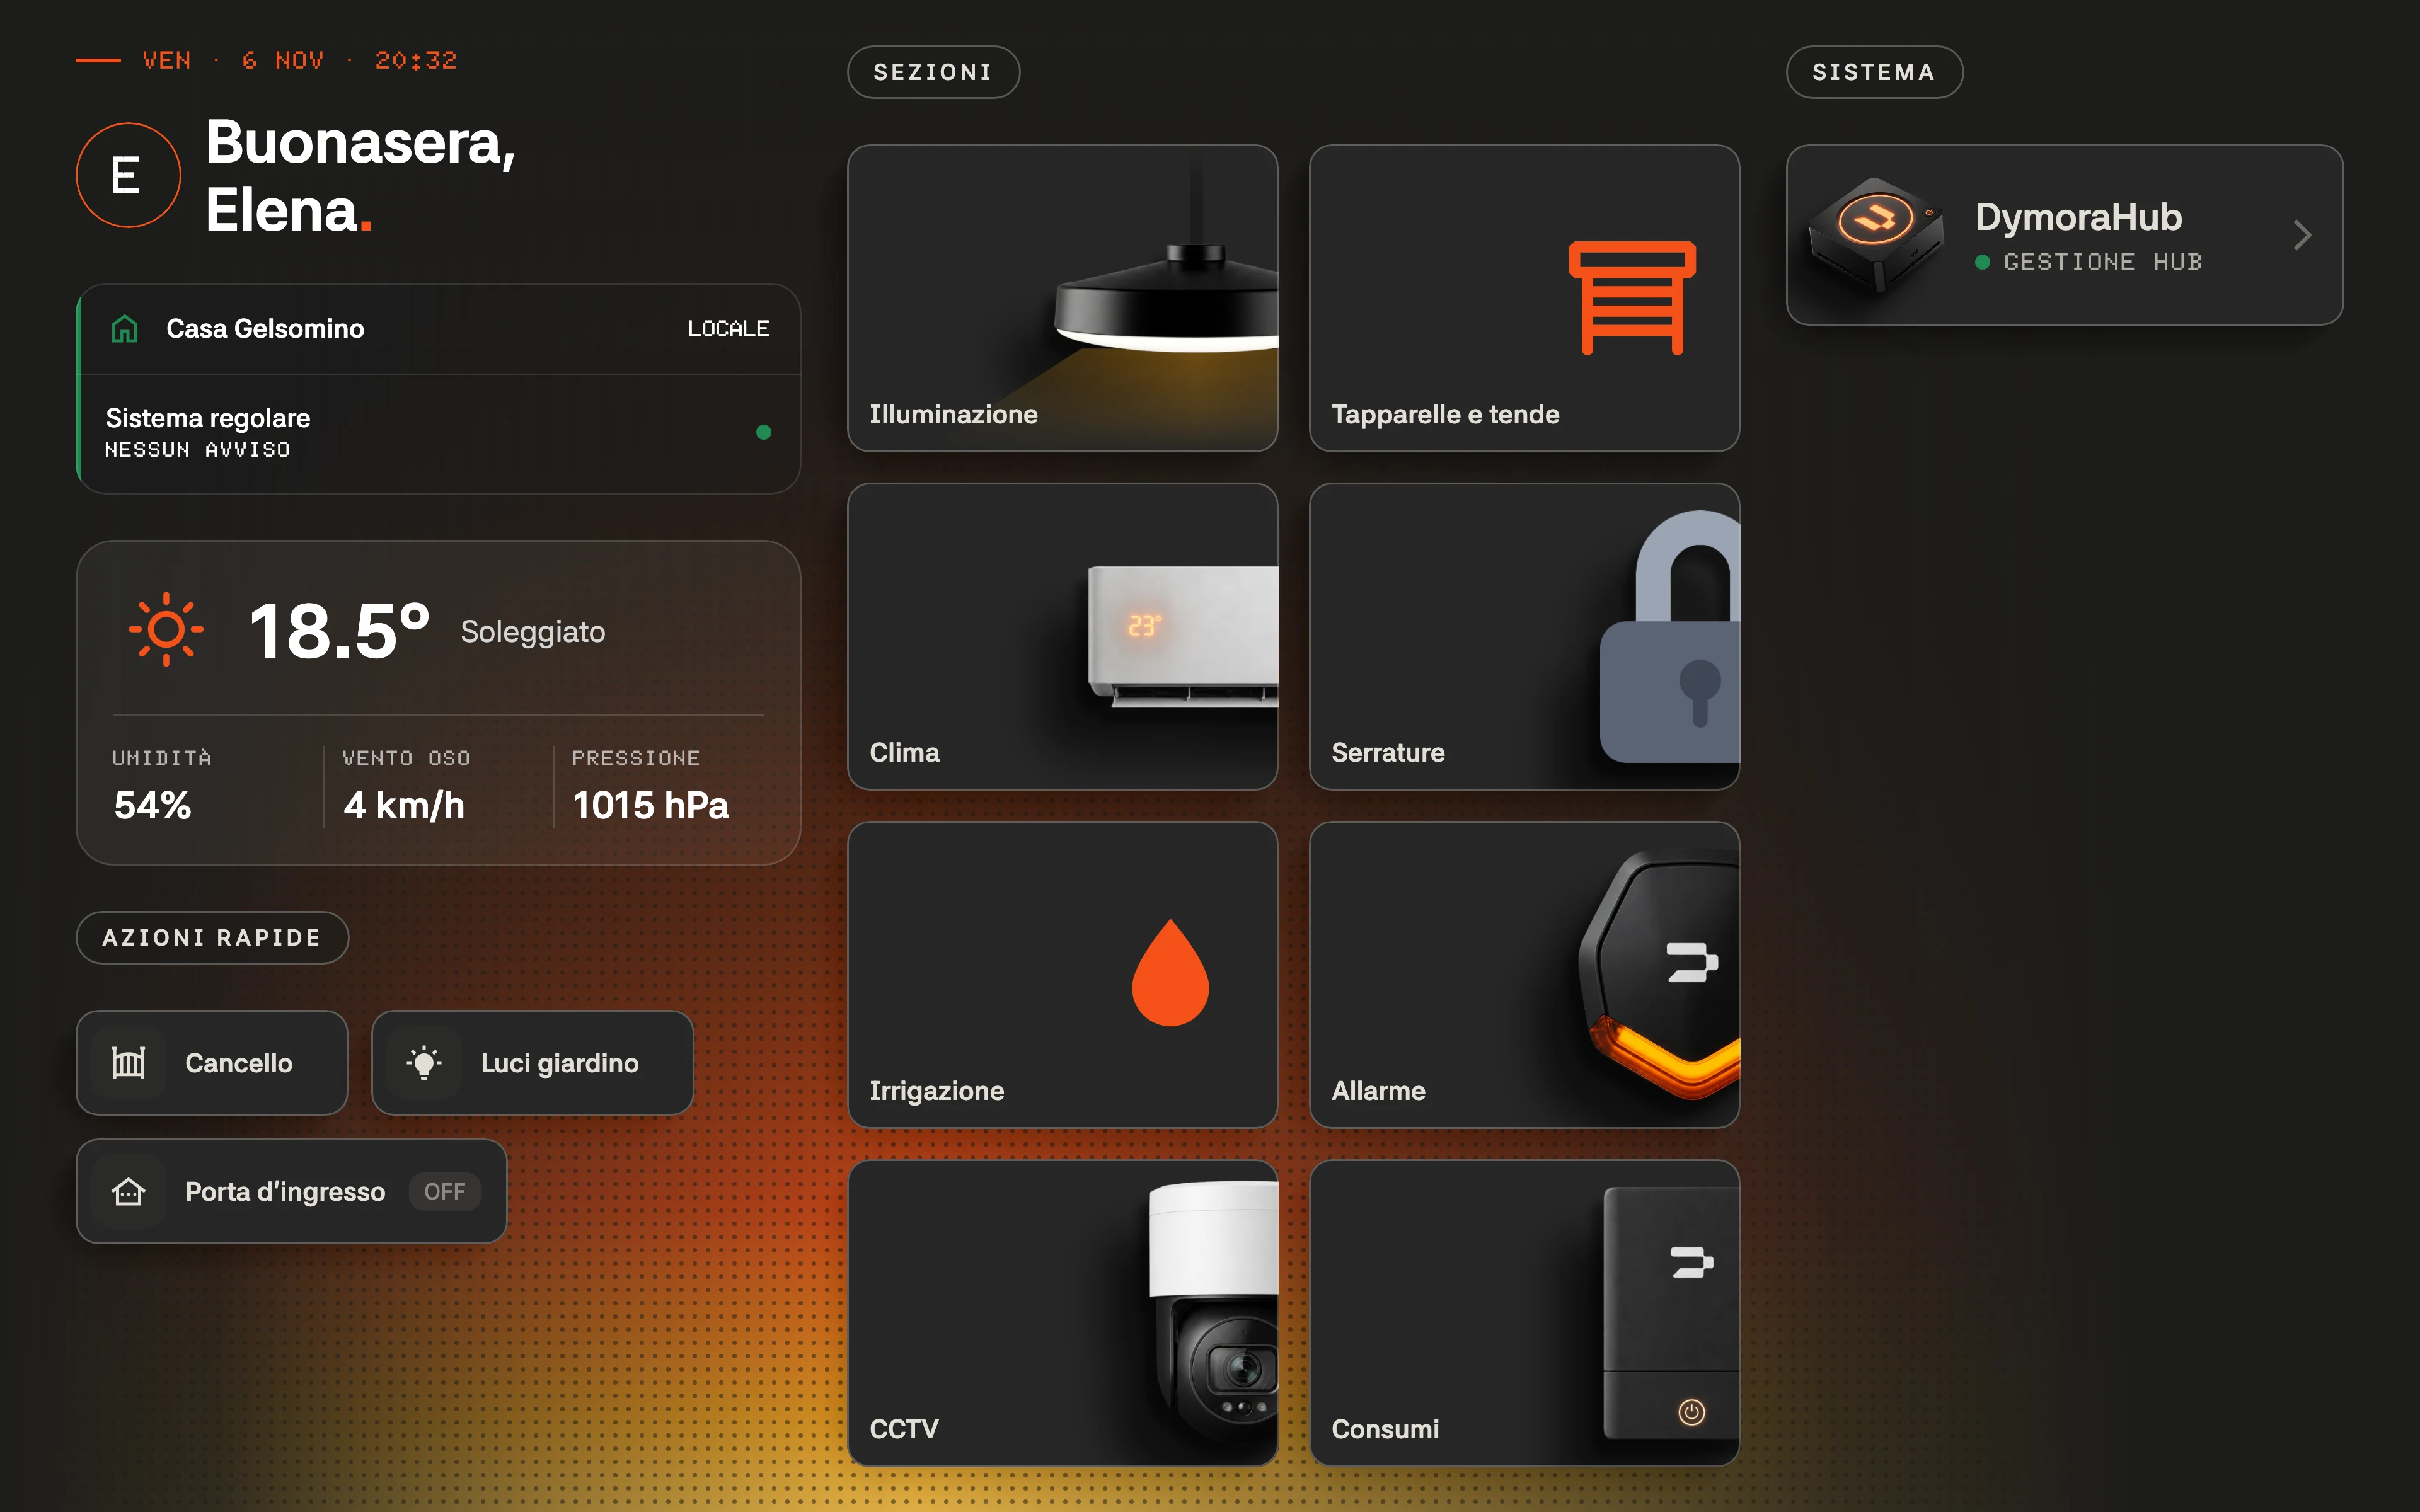 VEN · 6 NOV · 20:32
E
Buonasera,
Elena.
Casa Gelsomino
LOCALE
Sistema regolare
NESSUN AVVISO
18.5° Soleggiato
UMIDITÀ
54%
VENTO OSO
4 km/h
PRESSIONE
1015 hPa
AZIONI RAPIDE
Cancello
Luci giardino
Porta d'ingresso OFF
SEZIONI
Illuminazione
Tapparelle e tende
23°
Clima
Serrature
Irrigazione
Allarme
CCTV
Consumi
SISTEMA
DymoraHub
GESTIONE HUB